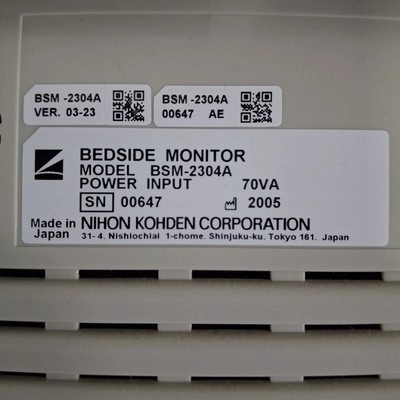 BSM -2304A
VER. 03-23
BSM -2304A
00647 AE
BEDSIDE MONITOR
MODEL BSM-2304A
POWER INPUT 70VA
SN 00647 2005
Made in Japan NIHON KOHDEN CORPORATION
31- 4. Nishiochiai 1-chome. Shinjuku-ku. Tokyo 161. Japan